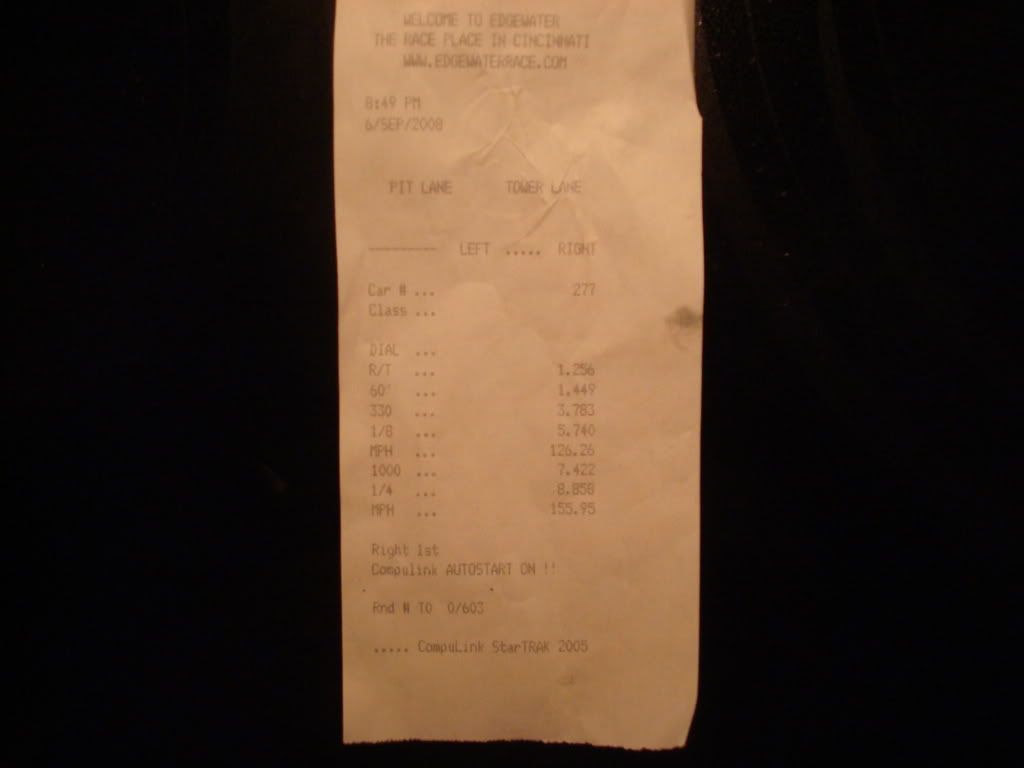 WELCOME TO EDGEWATER
THE RACE PLACE IN CINCINNATI
WWW.EDGEWATERRACE.COM
8:49 PM
6/SEP/2008
PIT LANE TOWER LANE
---------- LEFT ..... RIGHT
Car # ... 277
Class ...
DIAL ...
R/T ... 1.256
60' ... 1.449
330 ... 3.783
1/8 ... 5.740
MPH ... 126.26
1000 ... 7.422
1/4 ... 8.858
MPH ... 155.95
Right 1st
Compulink AUTOSTART ON !!
Rnd # T0 0/603
..... CompuLink StarTRAK 2005